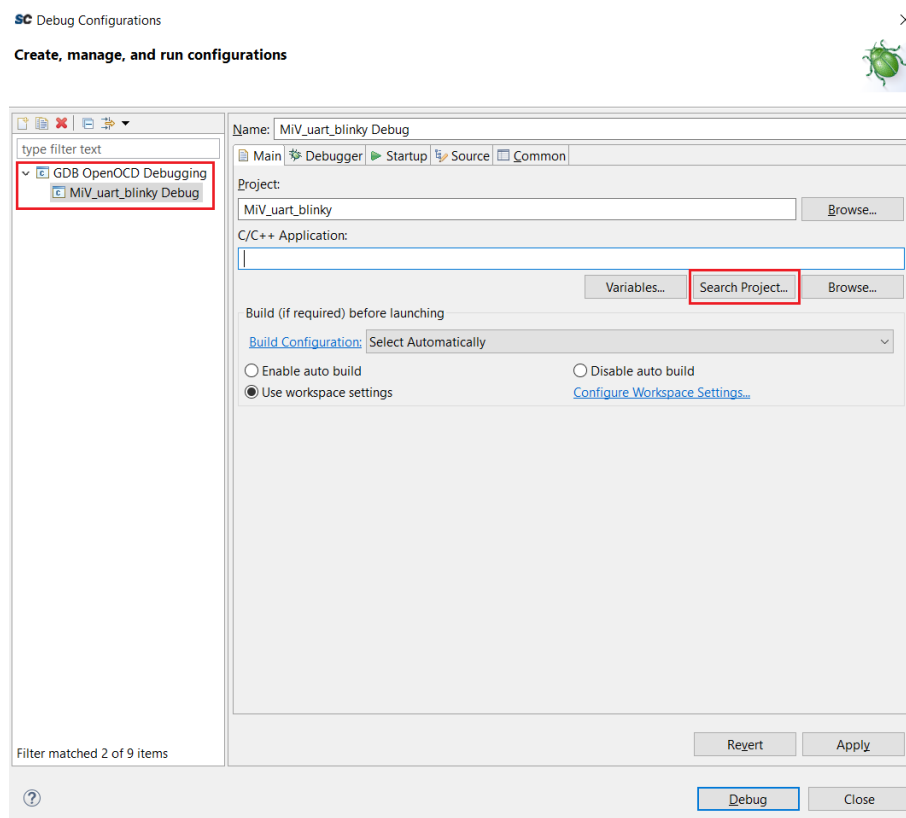 SC Debug Configurations
Create, manage, and run configurations
type filter text
GDB OpenOCD Debugging
MiV_uart_blinky Debug
Filter matched 2 of 9 items
Name: MiV_uart_blinky Debug
Main Debugger Startup Source Common
Project:
MiV_uart_blinky Browse...
C/C++ Application:
Variables... Search Project... Browse...
Build (if required) before launching
Build Configuration: Select Automatically
Enable auto build Disable auto build
Use workspace settings Configure Workspace Settings...
Revert Apply
Debug Close